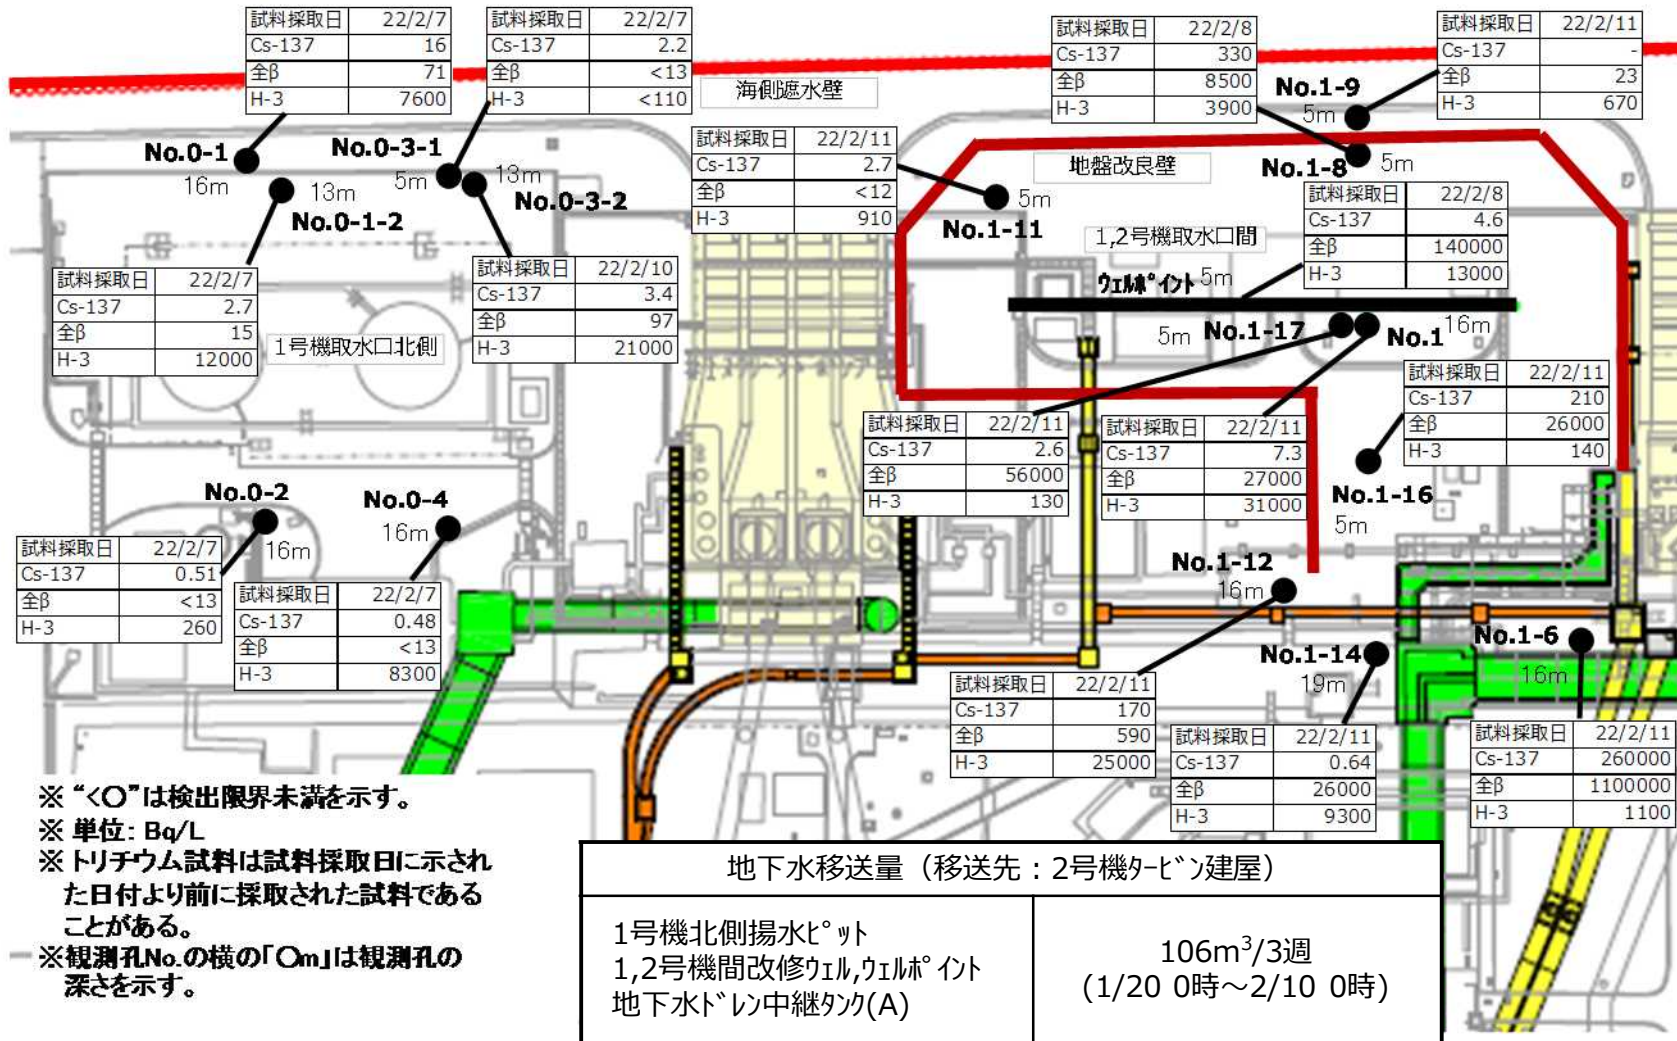 試料採取日 22/2/7
Cs-137 16
全β 71
H-3 7600
試料採取日 22/2/7
Cs-137 2.2
全β <13
H-3 <110
海側遮水壁
試料採取日 22/2/8
Cs-137 330
全β 8500
H-3 3900
試料採取日 22/2/11
Cs-137 -
全β 23
H-3 670
No.0-1
16m
No.0-3-1
5m
13m
No.0-1-2
13m
No.0-3-2
試料採取日 22/2/11
Cs-137 2.7
全β <12
H-3 910
5m
No.1-11
地盤改良壁
No.1-9
5m
No.1-8
5m
試料採取日 22/2/8
Cs-137 4.6
全β 140000
H-3 13000
1,2号機取水口間
ウェルポイント 5m
試料採取日 22/2/7
Cs-137 2.7
全β 15
H-3 12000
1号機取水口北側
試料採取日 22/2/10
Cs-137 3.4
全β 97
H-3 21000
5m No.1-17
No.1
16m
試料採取日 22/2/11
Cs-137 210
全β 26000
H-3 140
試料採取日 22/2/11
Cs-137 2.6
全β 56000
H-3 130
試料採取日 22/2/11
Cs-137 7.3
全β 27000
H-3 31000
No.1-16
5m
No.0-2
16m
No.0-4
16m
試料採取日 22/2/7
Cs-137 0.51
全β <13
H-3 260
試料採取日 22/2/7
Cs-137 0.48
全β <13
H-3 8300
No.1-12
16m
No.1-14
19m
No.1-6
16m
試料採取日 22/2/11
Cs-137 170
全β 590
H-3 25000
試料採取日 22/2/11
Cs-137 0.64
全β 26000
H-3 9300
試料採取日 22/2/11
Cs-137 260000
全β 1100000
H-3 1100
※ “<〇”は検出限界未満を示す。
※ 単位: Bq/L
※ トリチウム試料は試料採取日に示され
た日付より前に採取された試料である
ことがある。
※観測孔No.の横の「〇m」は観測孔の
深さを示す。
地下水移送量（移送先：2号機タービン建屋）
1号機北側揚水ピット
1,2号機間改修ウェル,ウェルポイント
地下水ドレン中継タンク(A)
106m³/3週
(1/20 0時～2/10 0時)